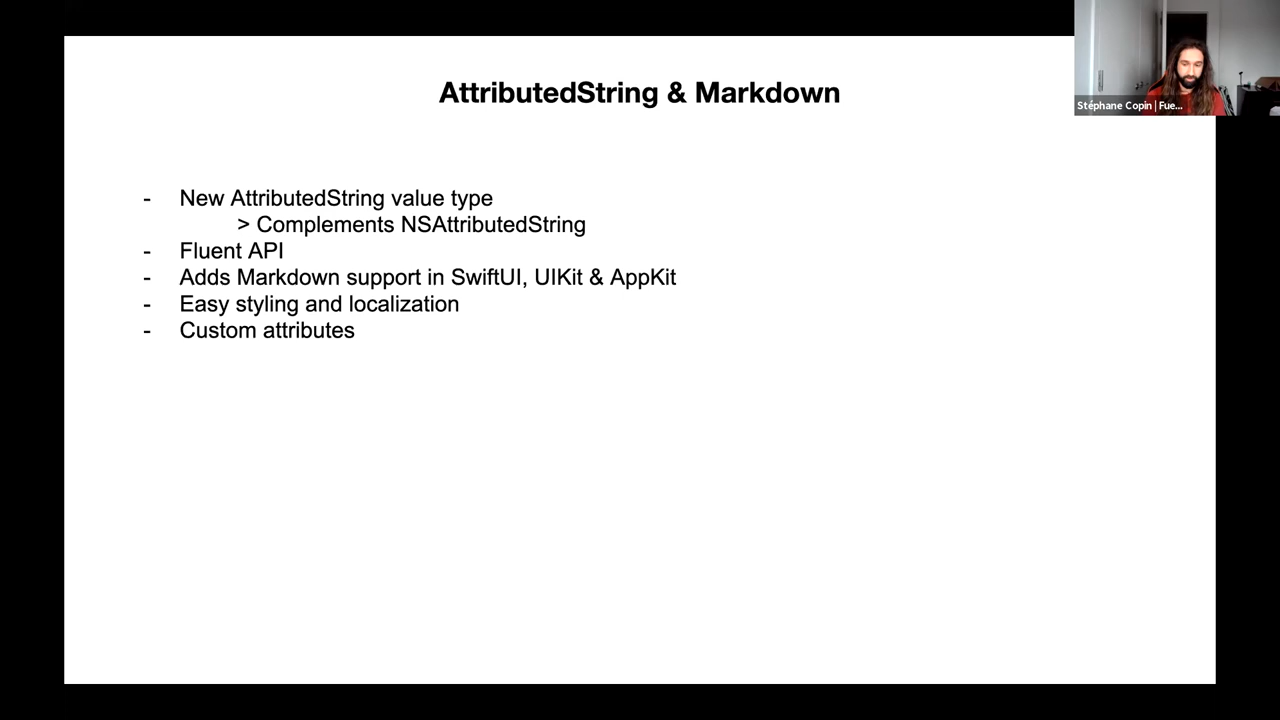 AttributedString & Markdown
Stéphane Copin | Fue...
- New AttributedString value type
> Complements NSAttributedString
- Fluent API
- Adds Markdown support in SwiftUI, UIKit & AppKit
- Easy styling and localization
- Custom attributes